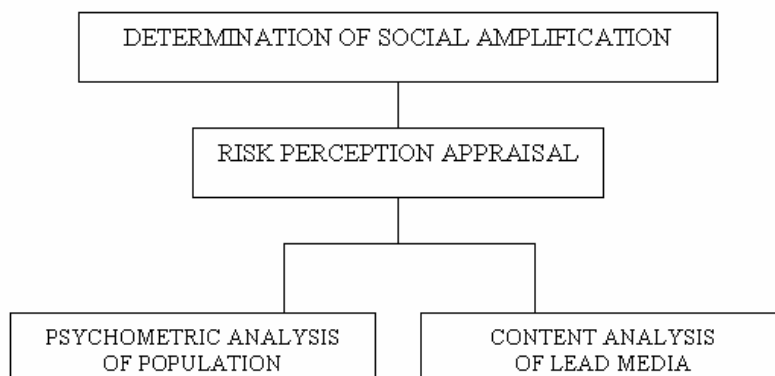 DETERMINATION OF SOCIAL AMPLIFICATION
RISK PERCEPTION APPRAISAL
PSYCHOMETRIC ANALYSIS
OF POPULATION
CONTENT ANALYSIS
OF LEAD MEDIA